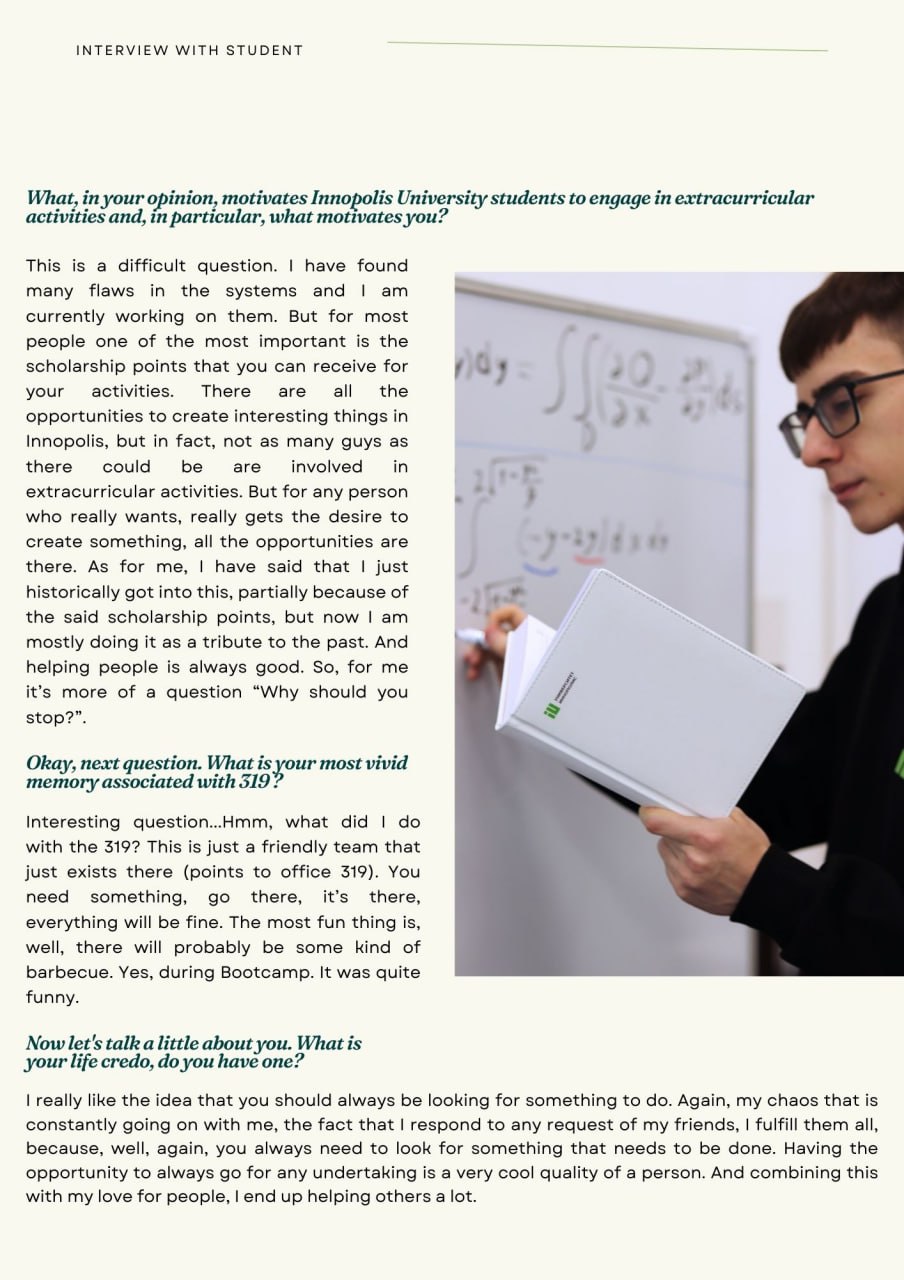 INTERVIEW WITH STUDENT
What, in your opinion, motivates Innopolis University students to engage in extracurricular
activities and, in particular, what motivates you?
This is a difficult question. I have found
many flaws in the systems and I am
currently working on them. But for most
people one of the most important is the
scholarship points that you can receive for
your activities. There are all the
opportunities to create interesting things in
Innopolis, but in fact, not as many guys as
there could be are involved in
extracurricular activities. But for any person
who really wants, really gets the desire to
create something, all the opportunities are
there. As for me, I have said that I just
historically got into this, partially because of
the said scholarship points, but now I am
mostly doing it as a tribute to the past. And
helping people is always good. So, for me
it’s more of a question “Why should you
stop?”.
Okay, next question. What is your most vivid
memory associated with 319?
Interesting question...Hmm, what did I do
with the 319? This is just a friendly team that
just exists there (points to office 319). You
need something, go there, it’s there,
everything will be fine. The most fun thing is,
well, there will probably be some kind of
barbecue. Yes, during Bootcamp. It was quite
funny.
Now let's talk a little about you. What is
your life credo, do you have one?
I really like the idea that you should always be looking for something to do. Again, my chaos that is
constantly going on with me, the fact that I respond to any request of my friends, I fulfill them all,
because, well, again, you always need to look for something that needs to be done. Having the
opportunity to always go for any undertaking is a very cool quality of a person. And combining this
with my love for people, I end up helping others a lot.
iU